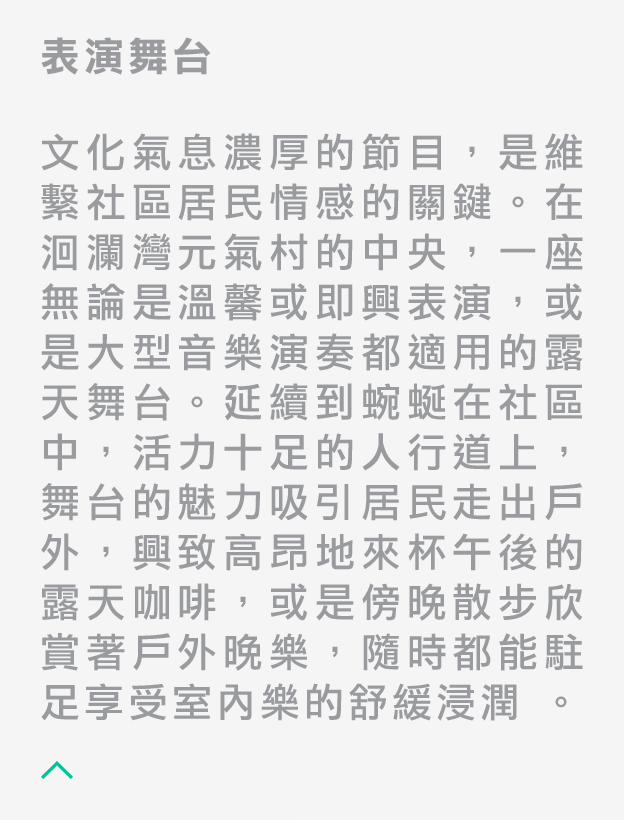 表演舞台
文化氣息濃厚的節目，是維
繫社區居民情感的關鍵。在
洄瀾灣元氣村的中央，一座
無論是溫馨或即興表演，或
是大型音樂演奏都適用的露
天舞台。延續到蜿蜒在社區
中，活力十足的人行道上，
舞台的魅力吸引居民走出戶
外，興致高昂地來杯午後的
露天咖啡，或是傍晚散步欣
賞著戶外晚樂，隨時都能駐
足享受室內樂的舒緩浸潤 。